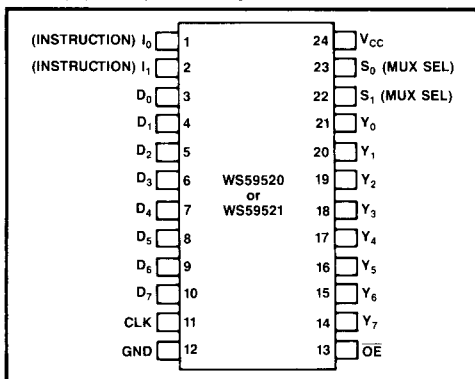 (INSTRUCTION) I₀ 1 24 V_CC
(INSTRUCTION) I₁ 2 23 S₀ (MUX SEL)
D₀ 3 22 S₁ (MUX SEL)
D₁ 4 21 Y₀
D₂ 5 20 Y₁
D₃ 6 WS59520 19 Y₂
or
D₄ 7 WS59521 18 Y₃
D₅ 8 17 Y₄
D₆ 9 16 Y₅
D₇ 10 15 Y₆
CLK 11 14 Y₇
GND 12 13 O̅E̅